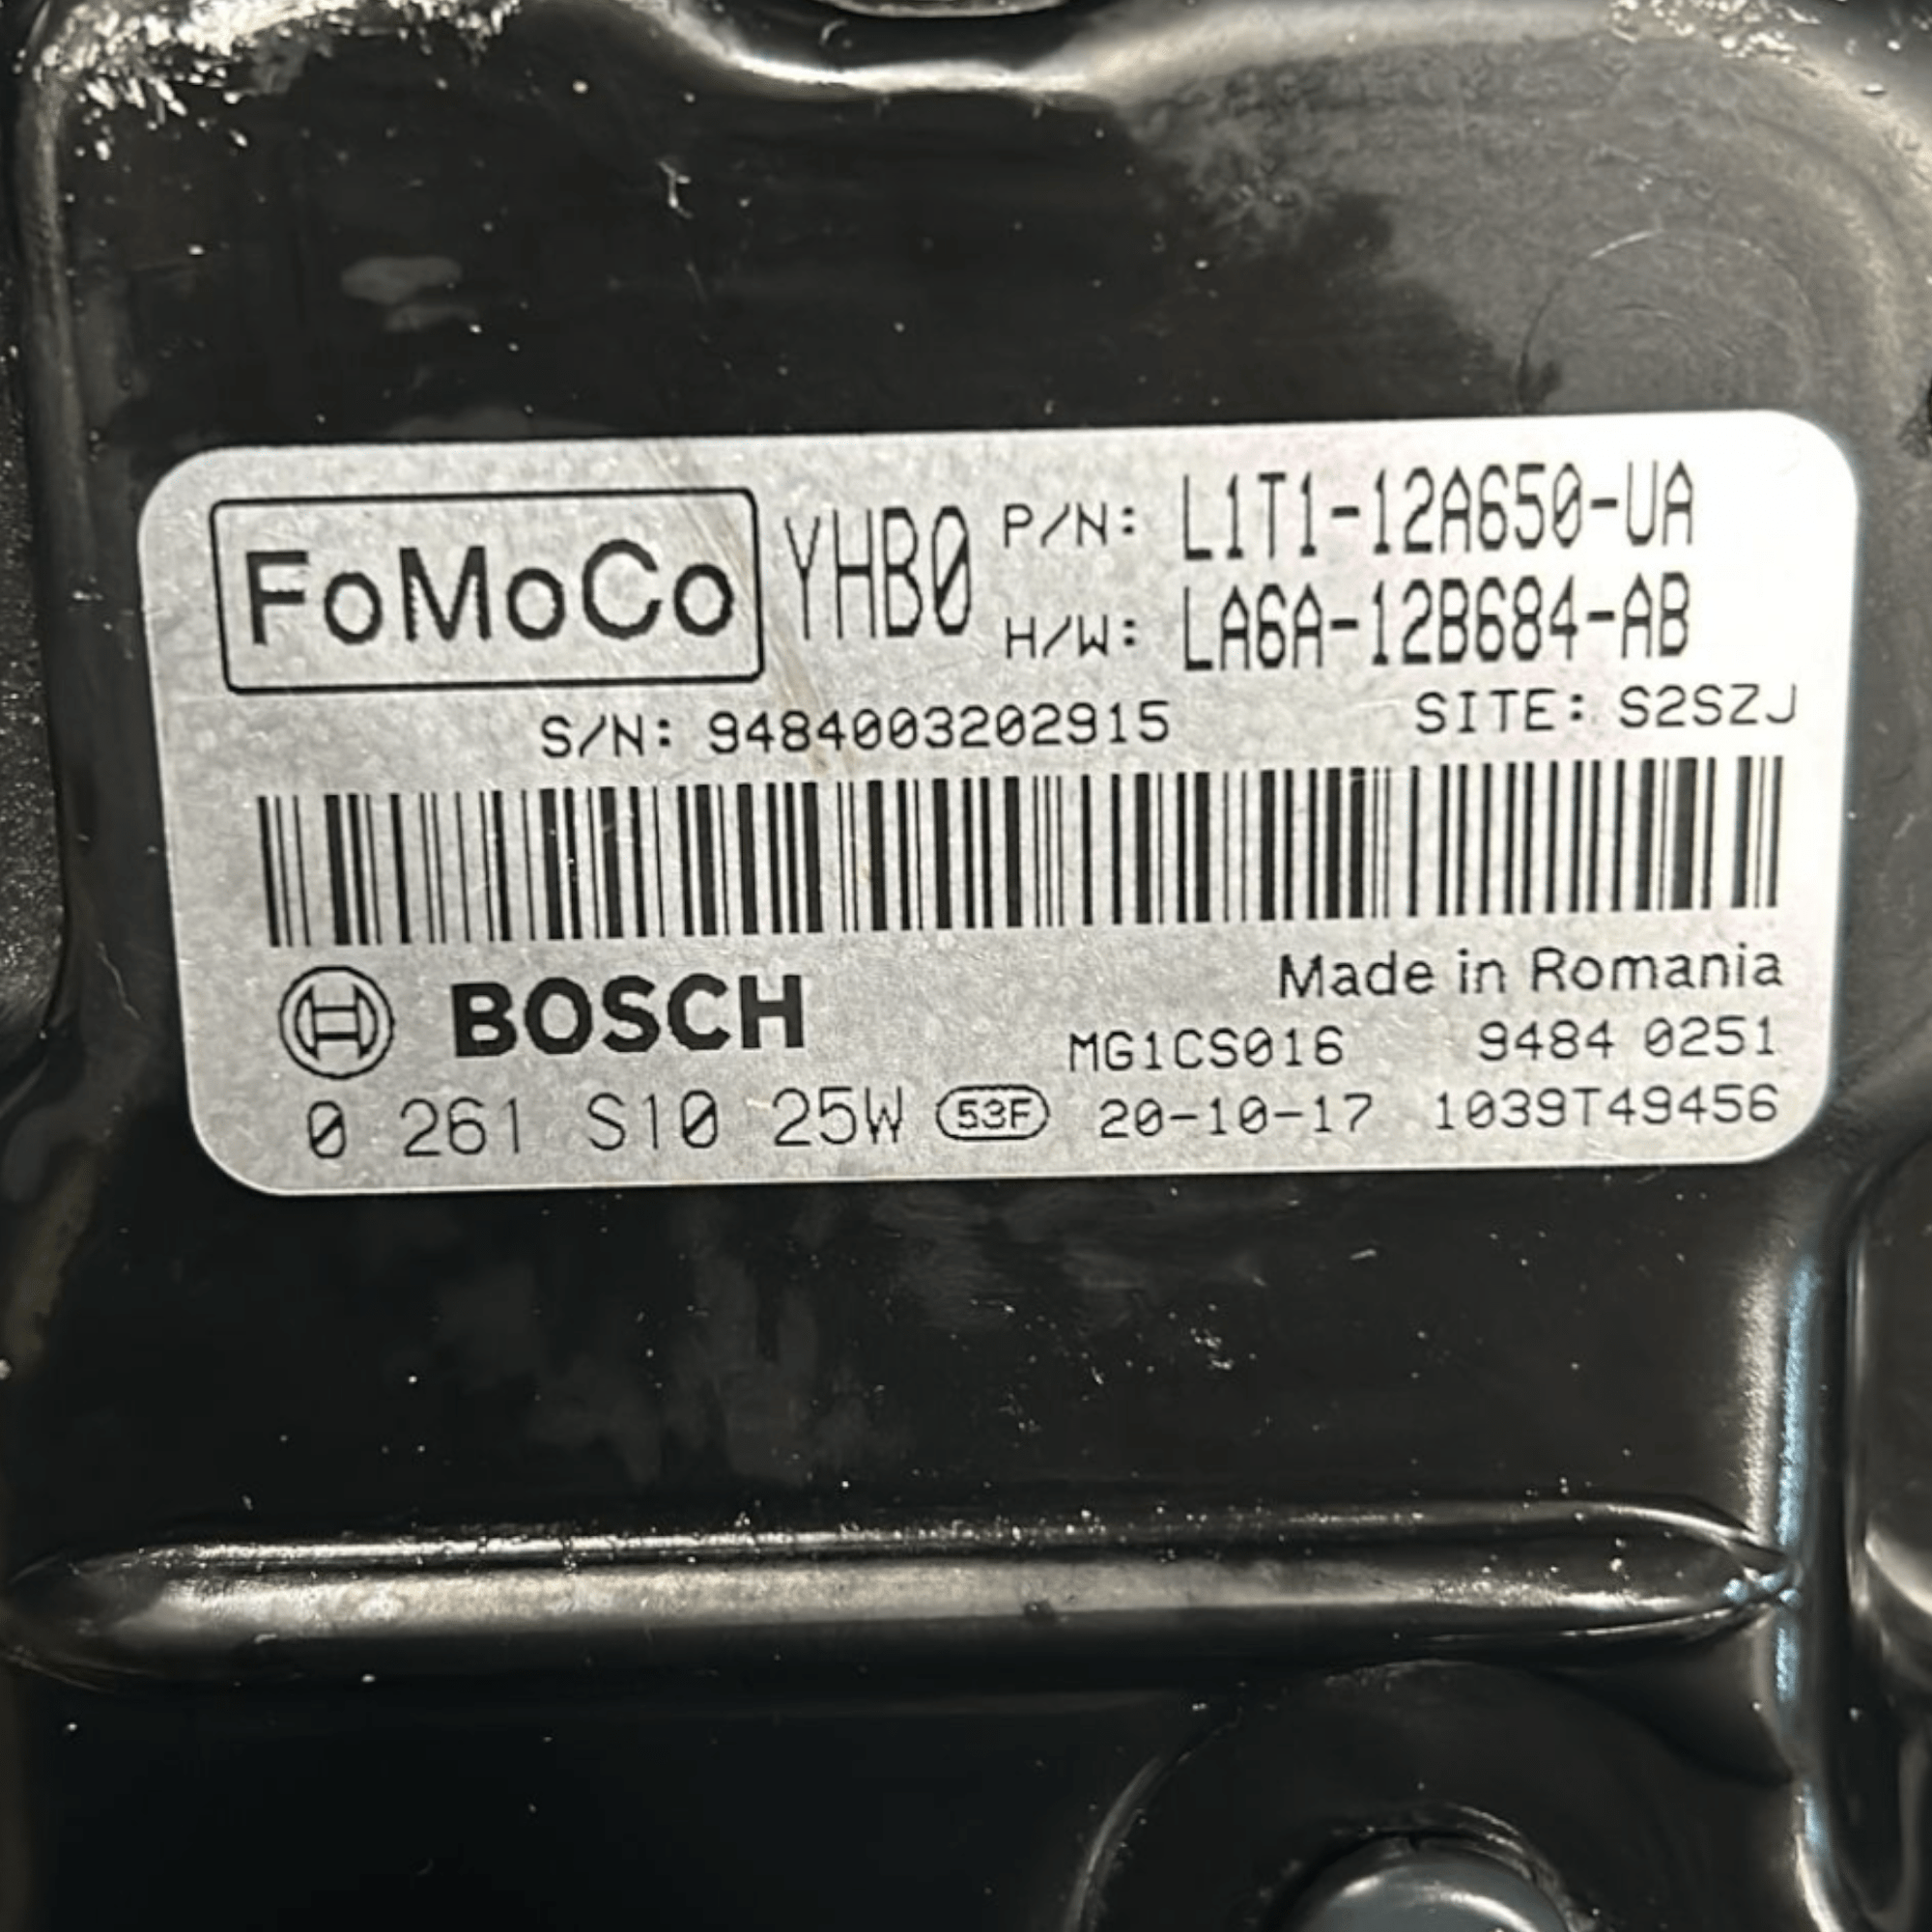 FoMoCo YHB0 P/N: L1T1-12A650-UA
H/W: LA6A-12B684-AB
S/N: 9484003202915 SITE: S2SZJ
Made in Romania
BOSCH MG1CS016 9484 0251
0 261 S10 25W 53F 20-10-17 1039T49456